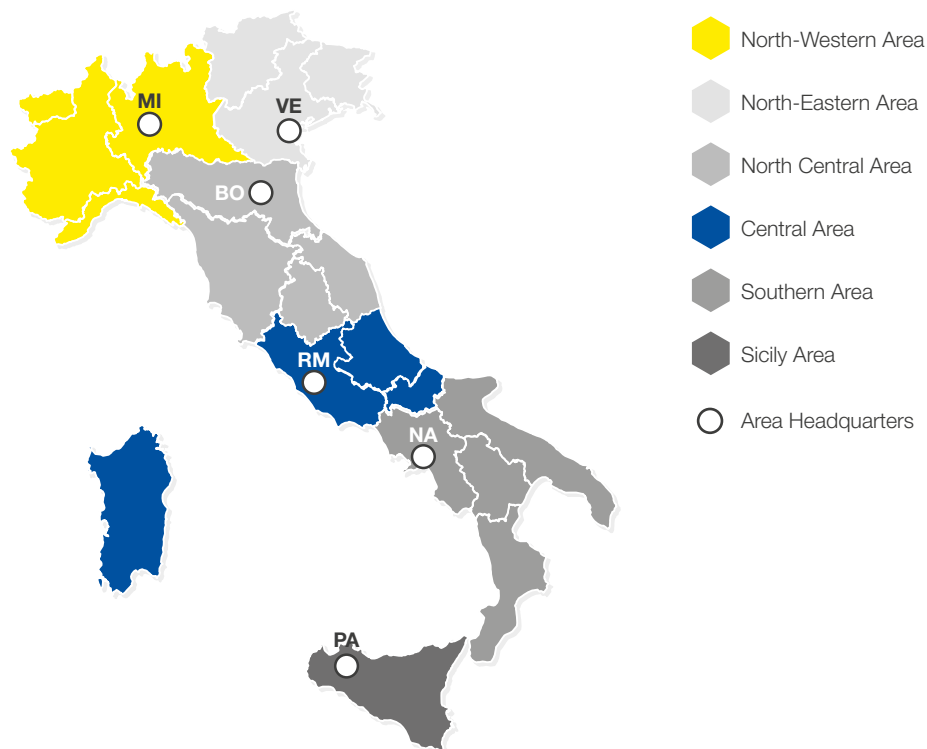 MI
VE
BO
RM
NA
PA
North-Western Area
North-Eastern Area
North Central Area
Central Area
Southern Area
Sicily Area
Area Headquarters